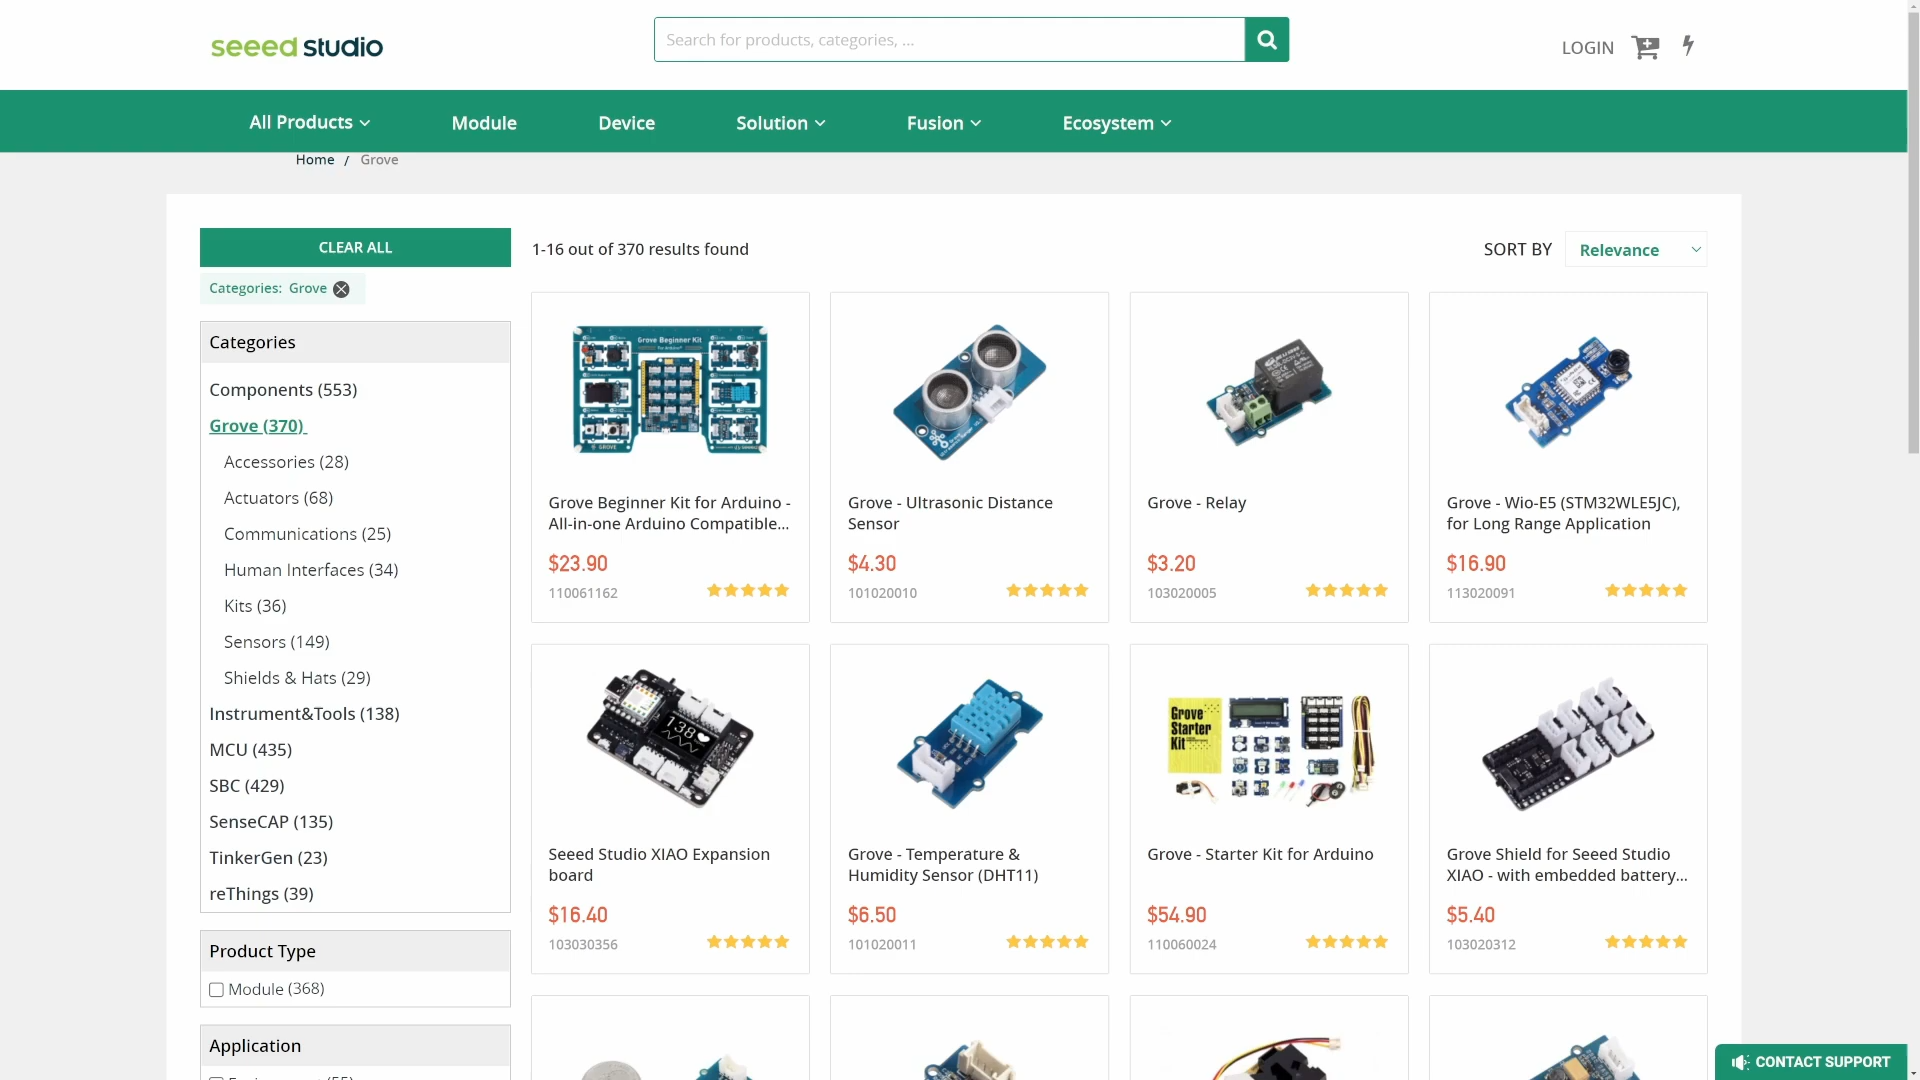 seeed studio
Search for products, categories, ...
LOGIN
All Products
Module
Device
Solution
Fusion
Ecosystem
Home / Grove
CLEAR ALL
Categories: Grove
1-16 out of 370 results found
SORT BY
Relevance
Categories
Components (553)
Grove (370)
Accessories (28)
Actuators (68)
Communications (25)
Human Interfaces (34)
Kits (36)
Sensors (149)
Shields & Hats (29)
Instrument&Tools (138)
MCU (435)
SBC (429)
SenseCAP (135)
TinkerGen (23)
reThings (39)
Product Type
Module (368)
Application
Grove Beginner Kit
Grove Beginner Kit for Arduino -
All-in-one Arduino Compatible...
$23.90
110061162
Grove - Ultrasonic Distance
Sensor
$4.30
101020010
Grove - Relay
$3.20
103020005
Grove - Wio-E5 (STM32WLE5JC),
for Long Range Application
$16.90
113020091
138
Seeed Studio XIAO Expansion
board
$16.40
103030356
Grove - Temperature &
Humidity Sensor (DHT11)
$6.50
101020011
Grove
Starter
Kit
Grove - Starter Kit for Arduino
$54.90
110060024
Grove Shield for Seeed Studio
XIAO - with embedded battery...
$5.40
103020312
CONTACT SUPPORT